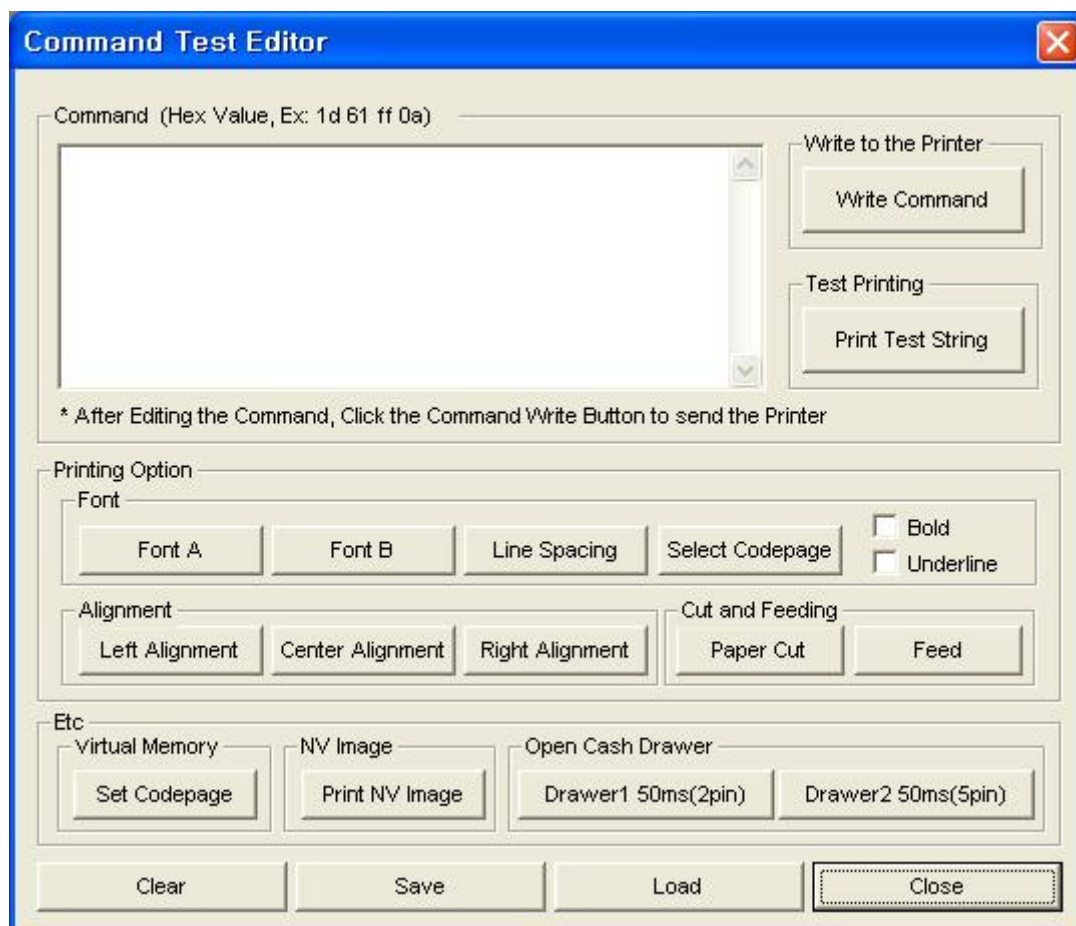 Command Test Editor
Command (Hex Value, Ex: 1d 61 ff 0a)
Write to the Printer
Write Command
Test Printing
Print Test String
* After Editing the Command, Click the Command Write Button to send the Printer
Printing Option
Font
Font A
Font B
Line Spacing
Select Codepage
Bold
Underline
Alignment
Left Alignment
Center Alignment
Right Alignment
Cut and Feeding
Paper Cut
Feed
Etc
Virtual Memory
Set Codepage
NV Image
Print NV Image
Open Cash Drawer
Drawer1 50ms(2pin)
Drawer2 50ms(5pin)
Clear
Save
Load
Close